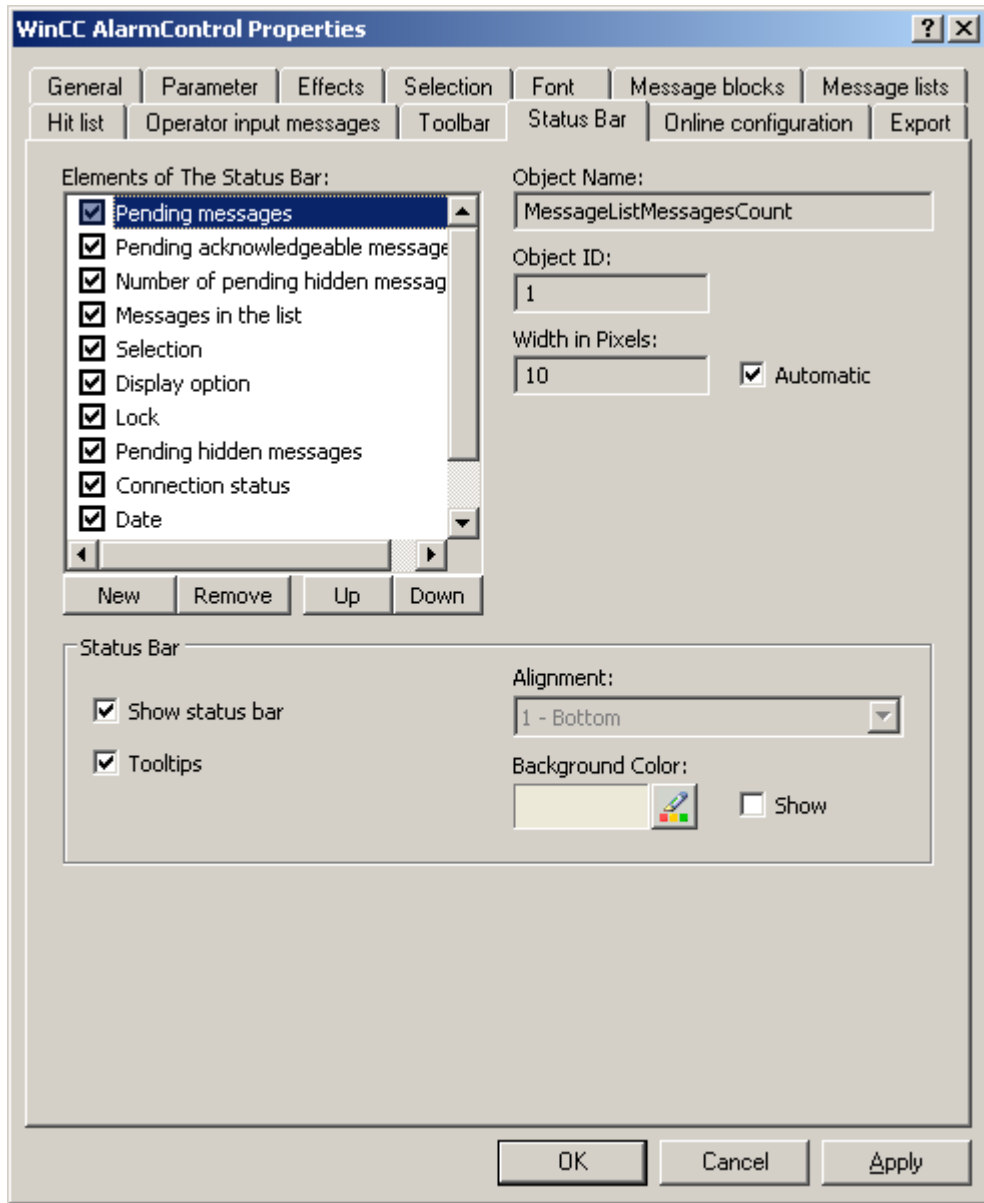 WinCC AlarmControl Properties
General Parameter Effects Selection Font Message blocks Message lists
Hit list Operator input messages Toolbar Status Bar Online configuration Export
Elements of The Status Bar:
Pending messages
Pending acknowledgeable message
Number of pending hidden messag
Messages in the list
Selection
Display option
Lock
Pending hidden messages
Connection status
Date
New Remove Up Down
Object Name:
MessageListMessagesCount
Object ID:
1
Width in Pixels:
10 Automatic
Status Bar
Show status bar
Tooltips
Alignment:
1 - Bottom
Background Color:
Show
OK Cancel Apply